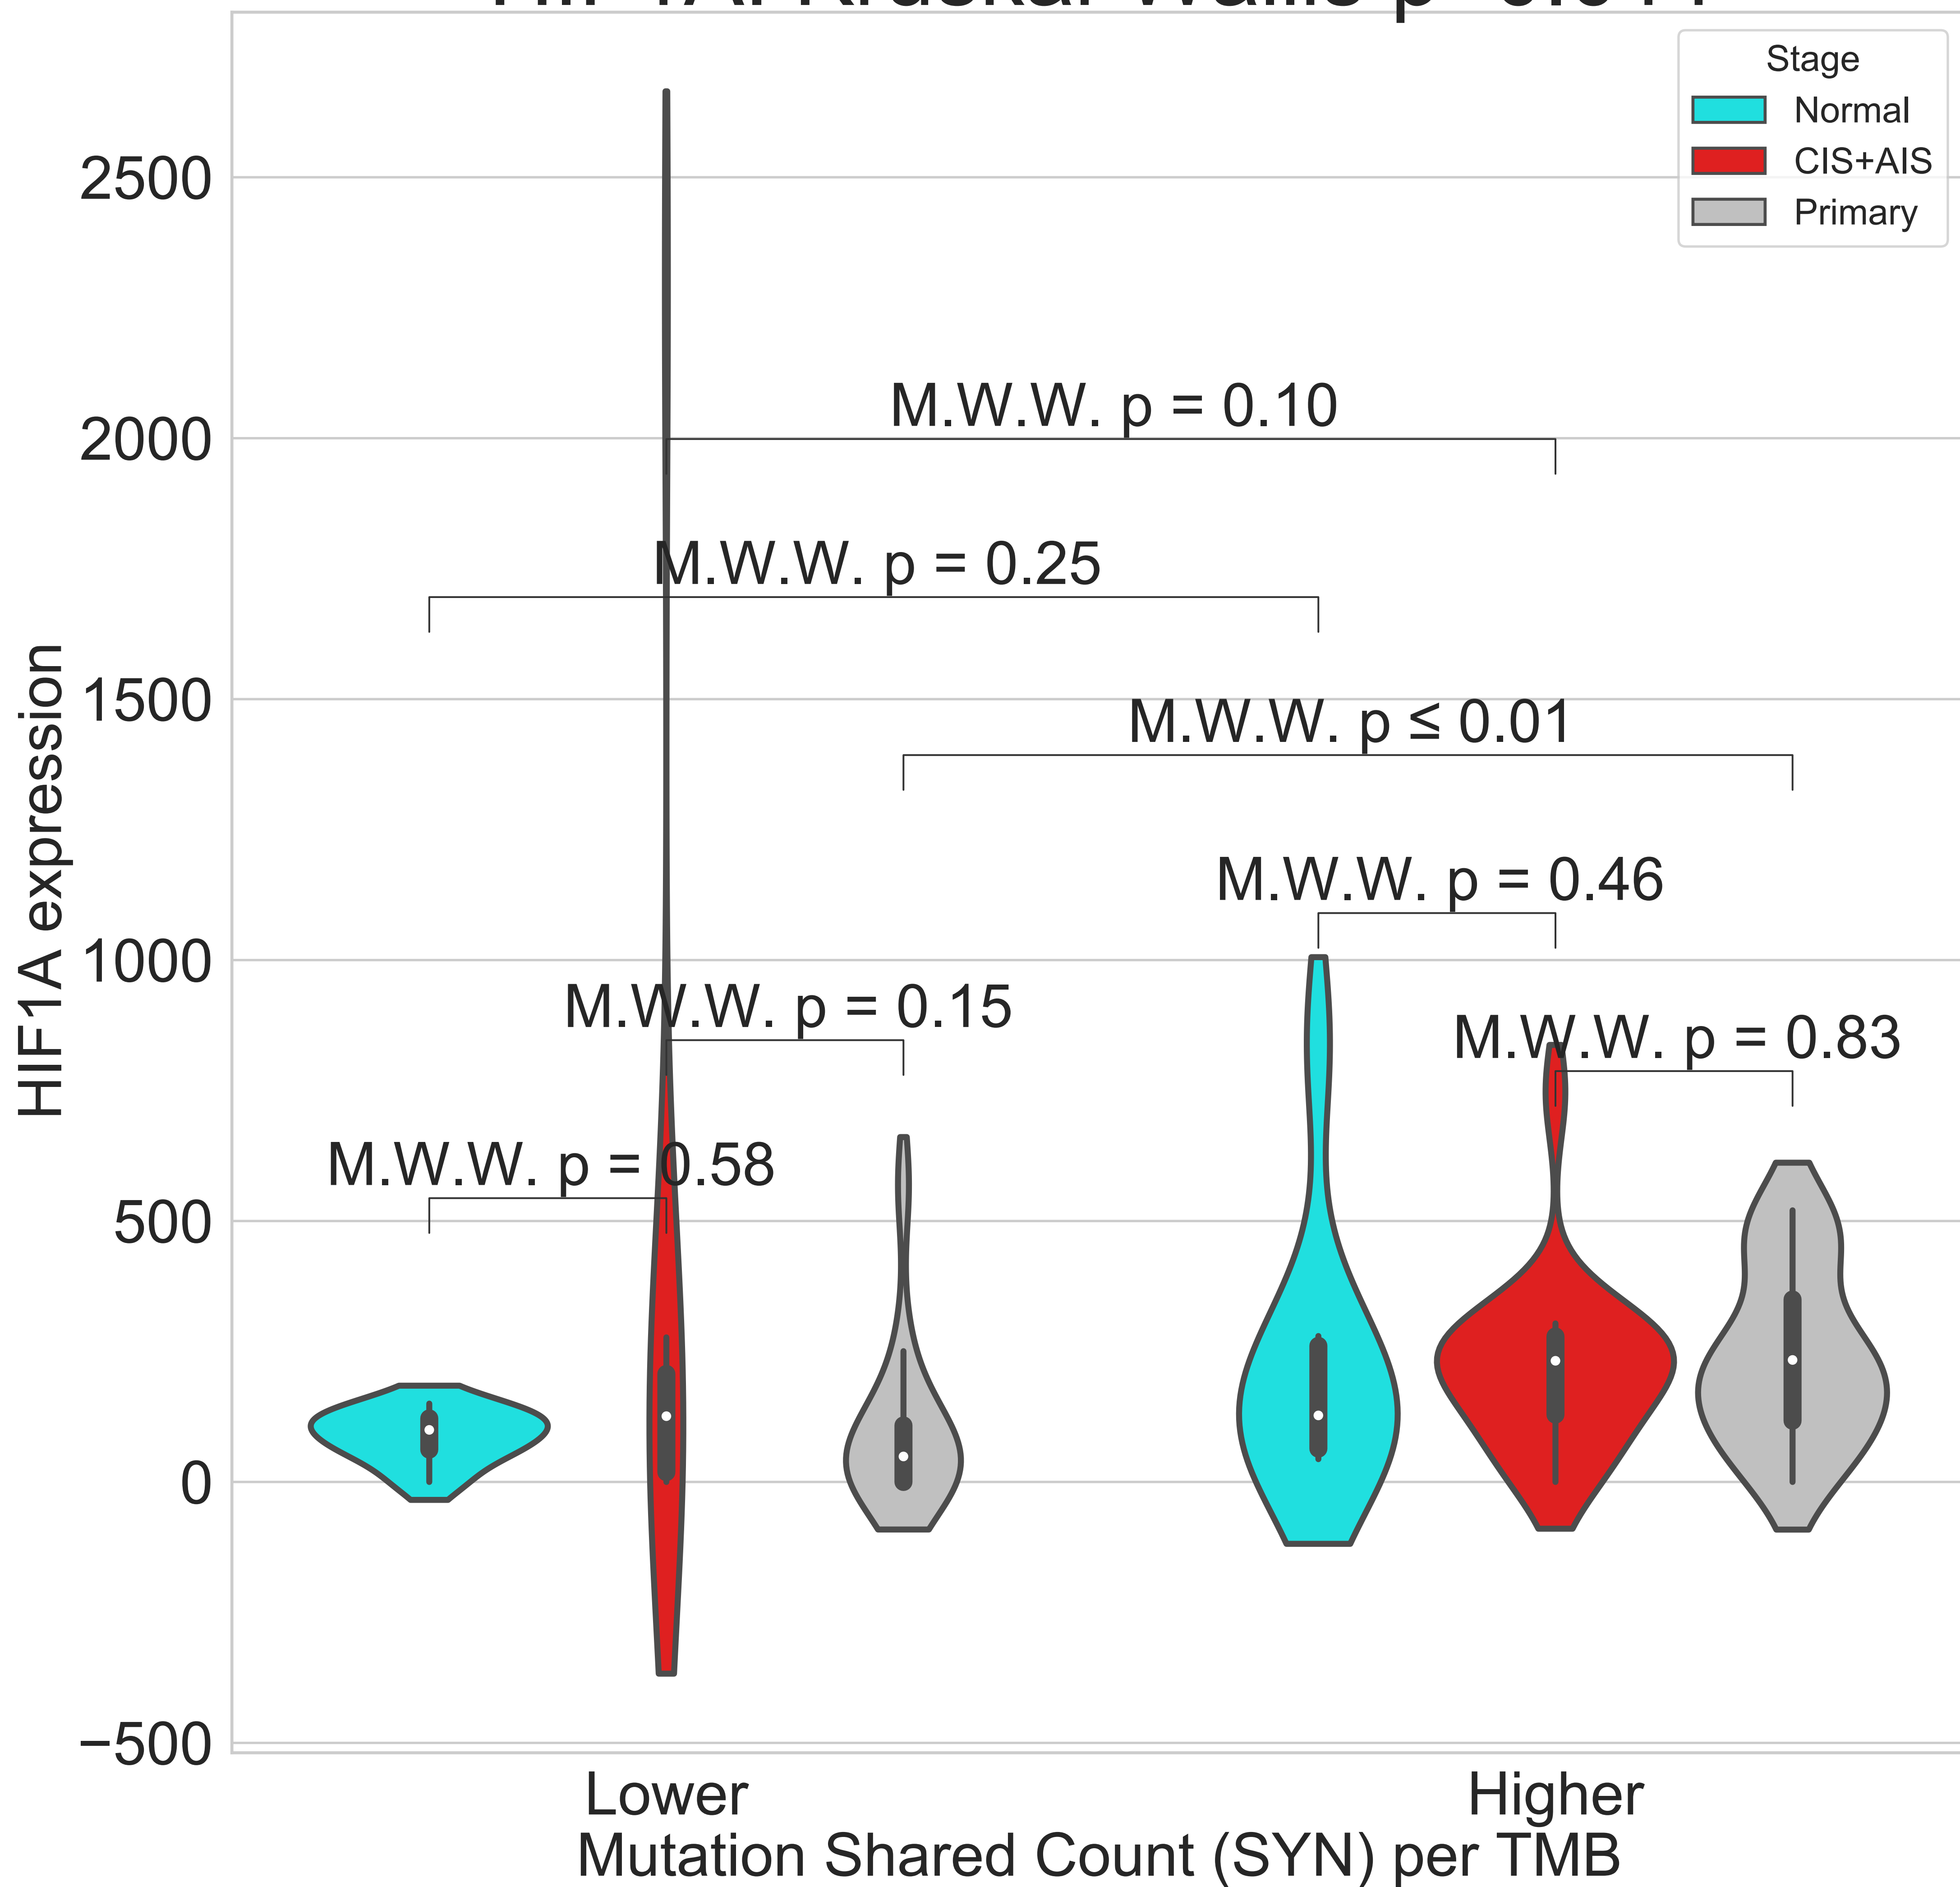 Stage
Normal
CIS+AIS
Primary
2500
2000
1500
1000
500
0
−500
HIF1A expression
M.W.W. p = 0.10
M.W.W. p = 0.25
M.W.W. p ≤ 0.01
M.W.W. p = 0.46
M.W.W. p = 0.15
M.W.W. p = 0.83
M.W.W. p = 0.58
Lower
Higher
Mutation Shared Count (SYN) per TMB